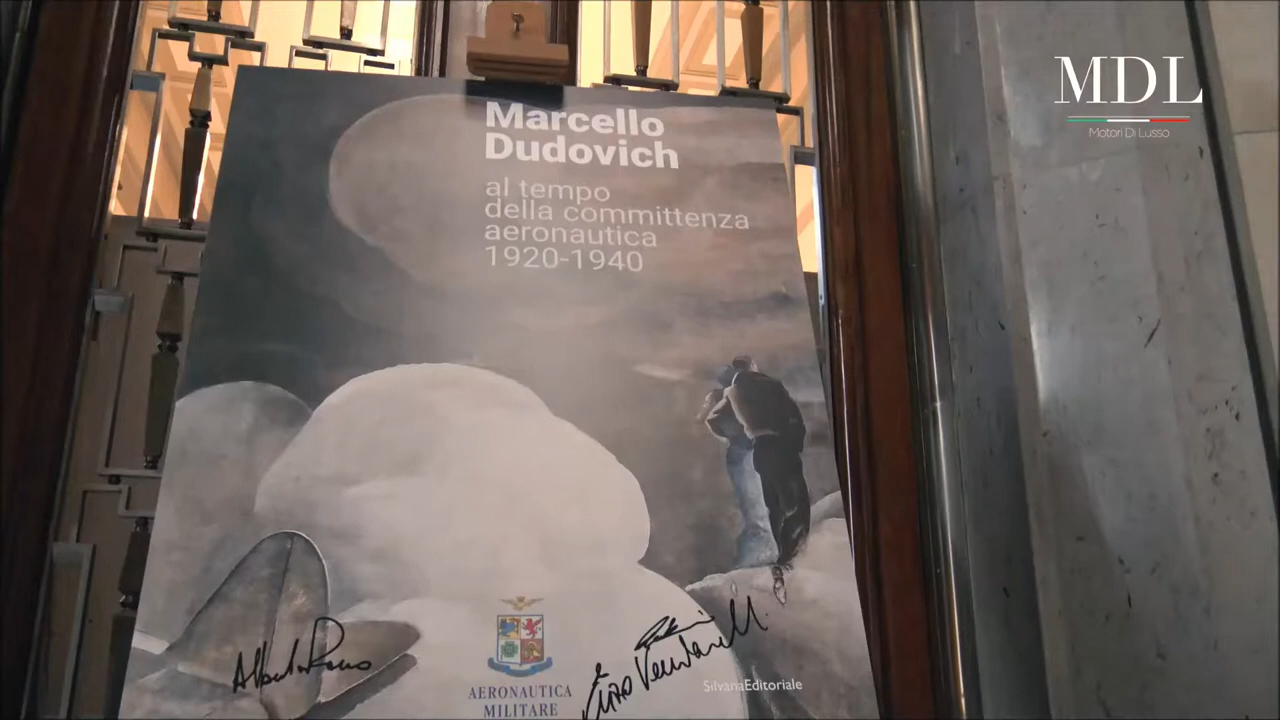 MDL
Motori Di Lusso
Marcello
Dudovich
al tempo
della committenza
aeronautica
1920-1940
AERONAUTICA
MILITARE
SilvanaEditoriale